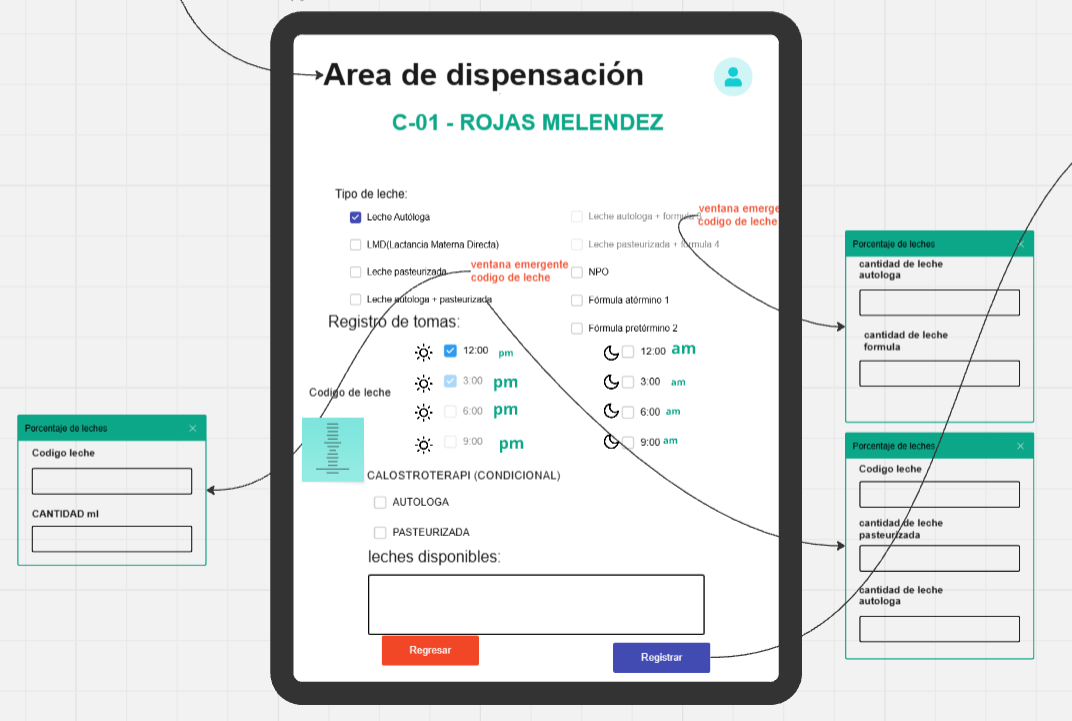 Area de dispensación
C-01 - ROJAS MELENDEZ
Tipo de leche:
Leche Autóloga
LMD(Lactancia Materna Directa)
Leche pasteurizada
ventana emergente
codigo de leche
Leche autologa + pasteurizada
Leche autologa + formula 3
ventana emerge
codigo de leche
Leche pasteurizada + fórmula 4
NPO
Fórmula atérmino 1
Fórmula pretérmino 2
Registro de tomas:
12:00 pm
3:00 pm
6:00 pm
9:00 pm
12:00 am
3:00 am
6:00 am
9:00 am
Codigo de leche
CALOSTROTERAPI (CONDICIONAL)
AUTOLOGA
PASTEURIZADA
leches disponibles:
Regresar
Registrar
Porcentaje de leches
Codigo leche
CANTIDAD ml
Porcentaje de leches
cantidad de leche
autologa
cantidad de leche
formula
Porcentaje de leches
Codigo leche
cantidad de leche
pasteurizada
cantidad de leche
autologa